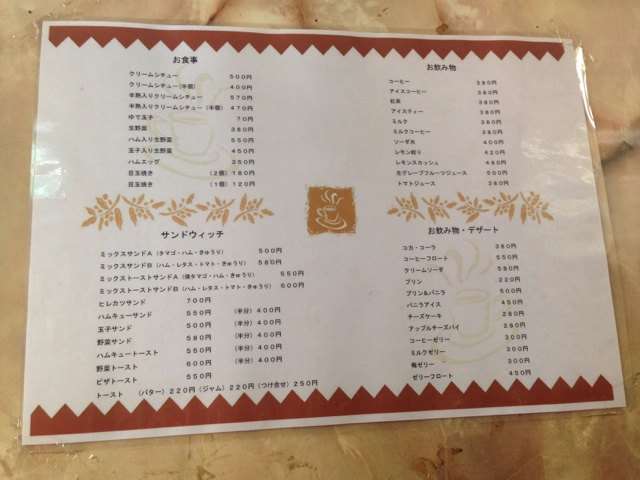 お食事
クリームシチュー 500円
クリームシチュー(半個) 400円
半熟入りクリームシチュー 570円
半熟入りクリームシチュー(半個) 470円
ゆで玉子 70円
生野菜 380円
ハム入り生野菜 550円
玉子入り生野菜 450円
ハムエッグ 350円
目玉焼き (2個) 180円
目玉焼き (1個) 120円
サンドウィッチ
ミックスサンドA (タマゴ・ハム・きゅうり) 500円
ミックスサンドB (ハム・レタス・トマト・きゅうり) 580円
ミックストーストサンドA (焼タマゴ・ハム・きゅうり) 550円
ミックストーストサンドB (ハム・レタス・トマト・きゅうり) 600円
ヒレカツサンド 700円
ハムキューサンド 550円 (半分) 400円
玉子サンド 500円 (半分) 400円
野菜サンド 580円 (半分) 400円
ハムキュートースト 580円 (半分) 400円
野菜トースト 600円 (半分) 400円
ピザトースト 550円
トースト (バター) 220円 (ジャム) 220円 (つけ合せ) 250円
お飲み物
コーヒー 380円
アイスコーヒー 380円
紅茶 380円
アイスティー 380円
ミルク 380円
ミルクコーヒー 380円
ソーダ水 400円
レモン絞り 420円
レモンスカッシュ 480円
生グレープフルーツジュース 500円
トマトジュース 380円
お飲み物・デザート
コカ・コーラ 380円
コーヒーフロート 550円
クリームソーダ 580円
プリン 220円
プリン&バニラ 500円
バニラアイス 310円
チーズケーキ 280円
アップルチーズパイ 280円
コーヒーゼリー 300円
ミルクゼリー 300円
梅ゼリー 300円
ゼリーフロート 450円